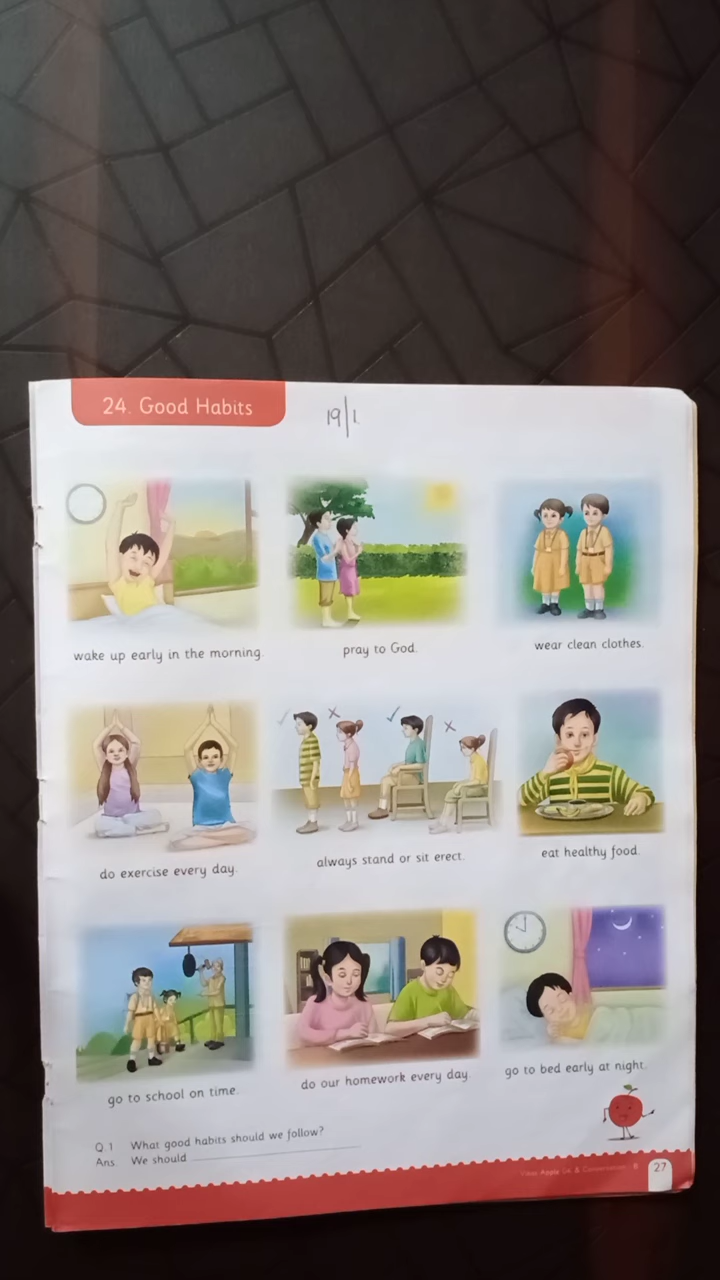 24. Good Habits
19/1
wake up early in the morning.
pray to God.
wear clean clothes.
do exercise every day.
always stand or sit erect.
eat healthy food.
go to school on time.
do our homework every day.
go to bed early at night.
Q.1 What good habits should we follow?
Ans. We should
Apple & Conversation - B
27